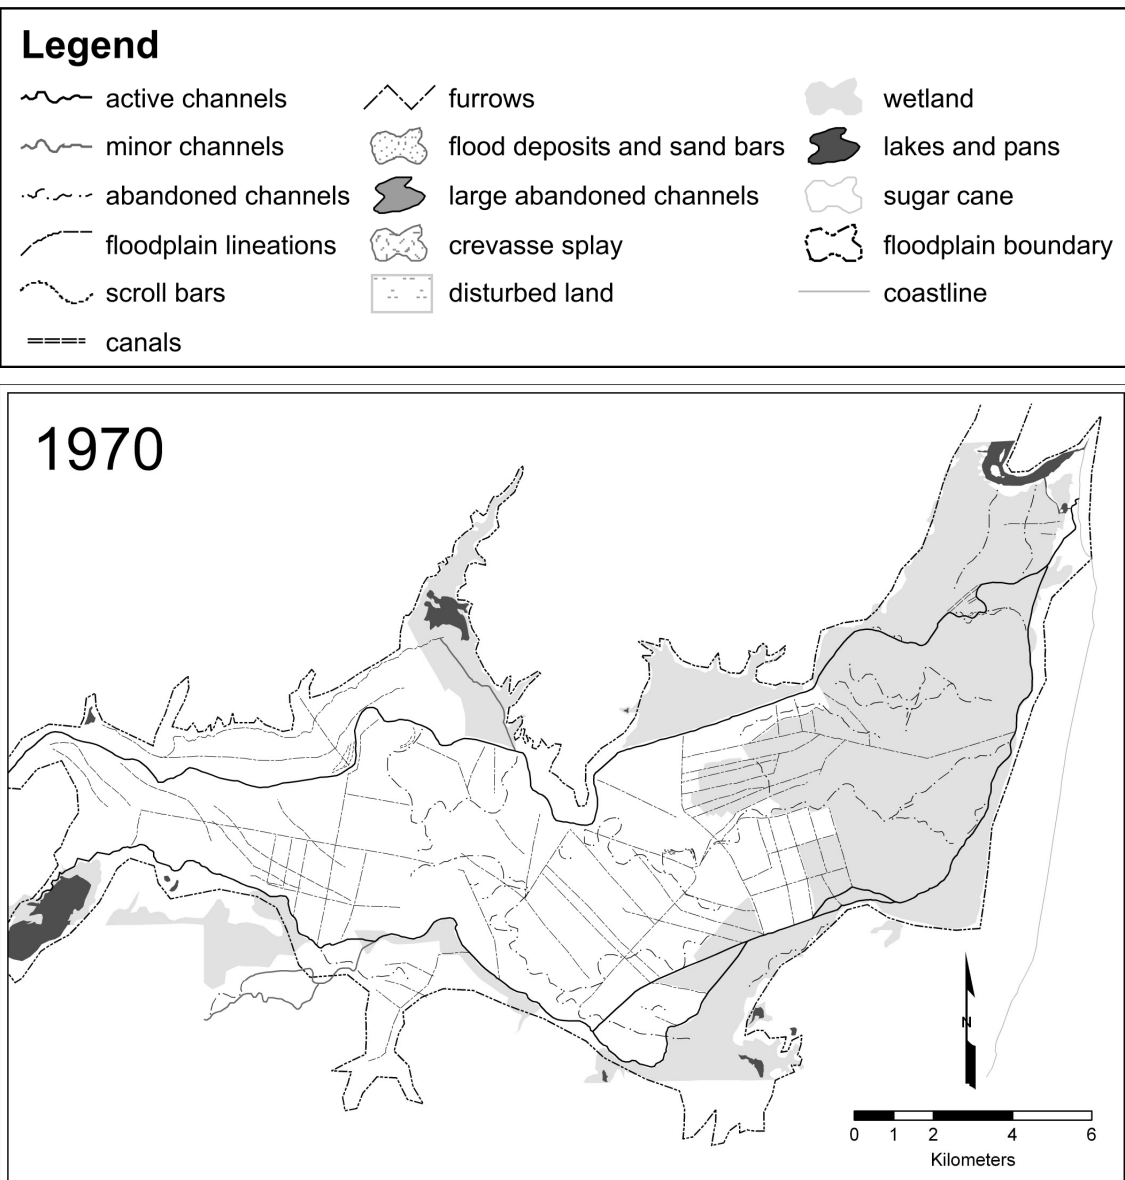 Legend
active channels
furrows
wetland
minor channels
flood deposits and sand bars
lakes and pans
abandoned channels
large abandoned channels
sugar cane
floodplain lineations
crevasse splay
floodplain boundary
scroll bars
disturbed land
coastline
canals
1970
N
0 1 2 4 6
Kilometers